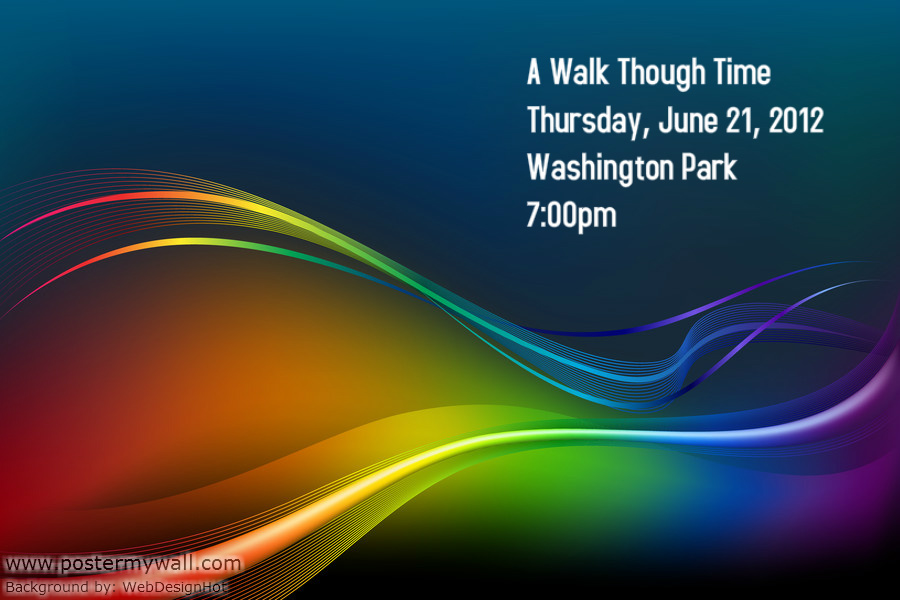 A Walk Though Time
Thursday, June 21, 2012
Washington Park
7:00pm
www.postermywall.com
Background by: WebDesignHot